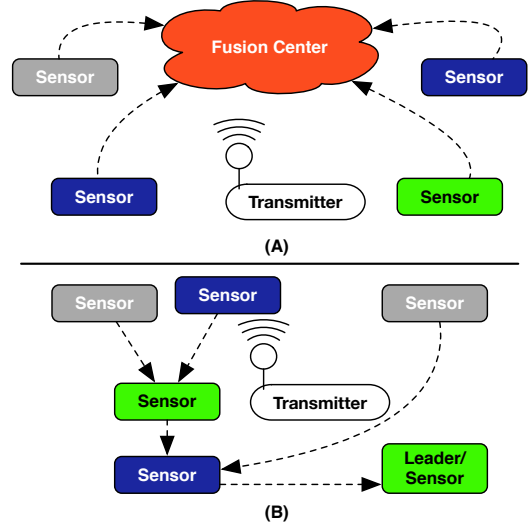 Fusion Center
Sensor
Sensor
Sensor
Transmitter
Sensor
(A)
Sensor
Sensor
Sensor
Sensor
Transmitter
Sensor
Leader/
Sensor
(B)